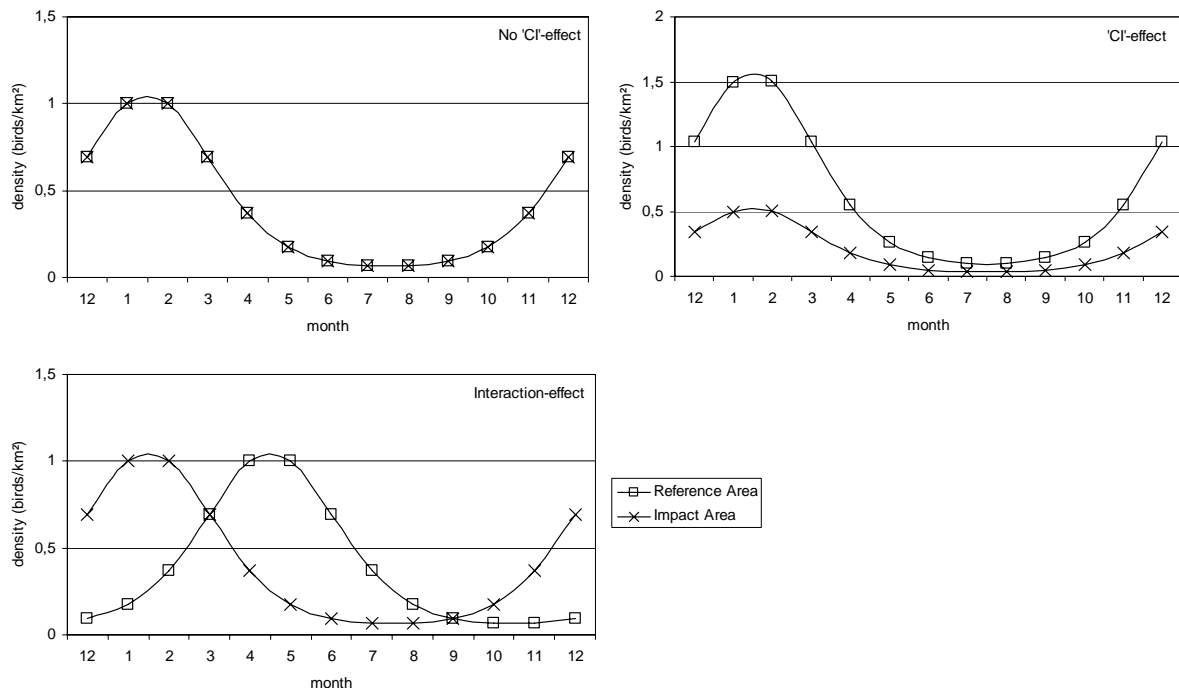 No 'CI'-effect
density (birds/km²)
1,5
1
0,5
0
12 1 2 3 4 5 6 7 8 9 10 11 12
month
'CI'-effect
density (birds/km²)
2
1,5
1
0,5
0
12 1 2 3 4 5 6 7 8 9 10 11 12
month
Interaction-effect
density (birds/km²)
1,5
1
0,5
0
12 1 2 3 4 5 6 7 8 9 10 11 12
month
Reference Area
Impact Area